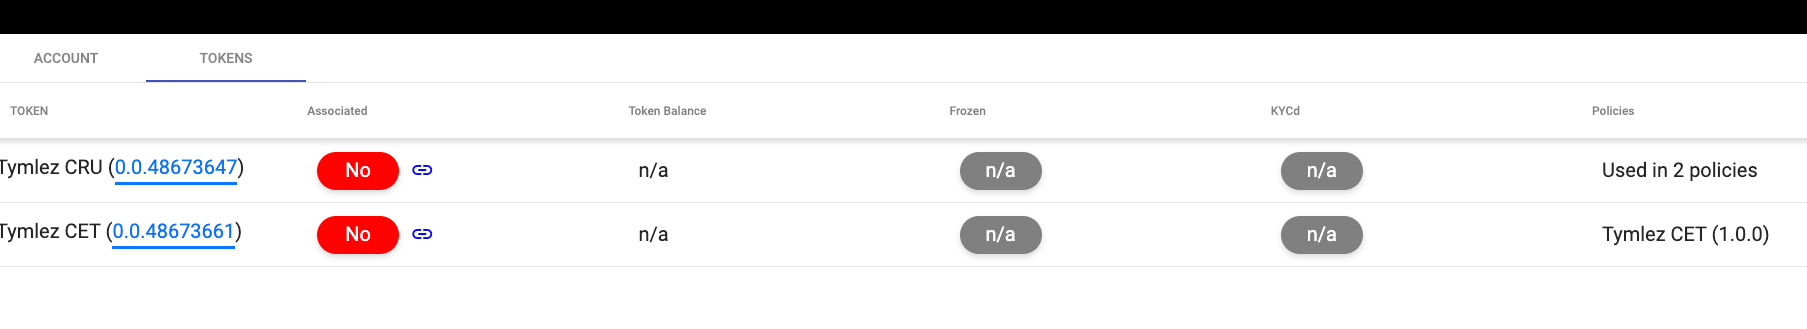 ACCOUNT TOKENS
TOKEN Associated Token Balance Frozen KYCd Policies
Tymlez CRU (0.0.48673647) No n/a n/a n/a Used in 2 policies
Tymlez CET (0.0.48673661) No n/a n/a n/a Tymlez CET (1.0.0)